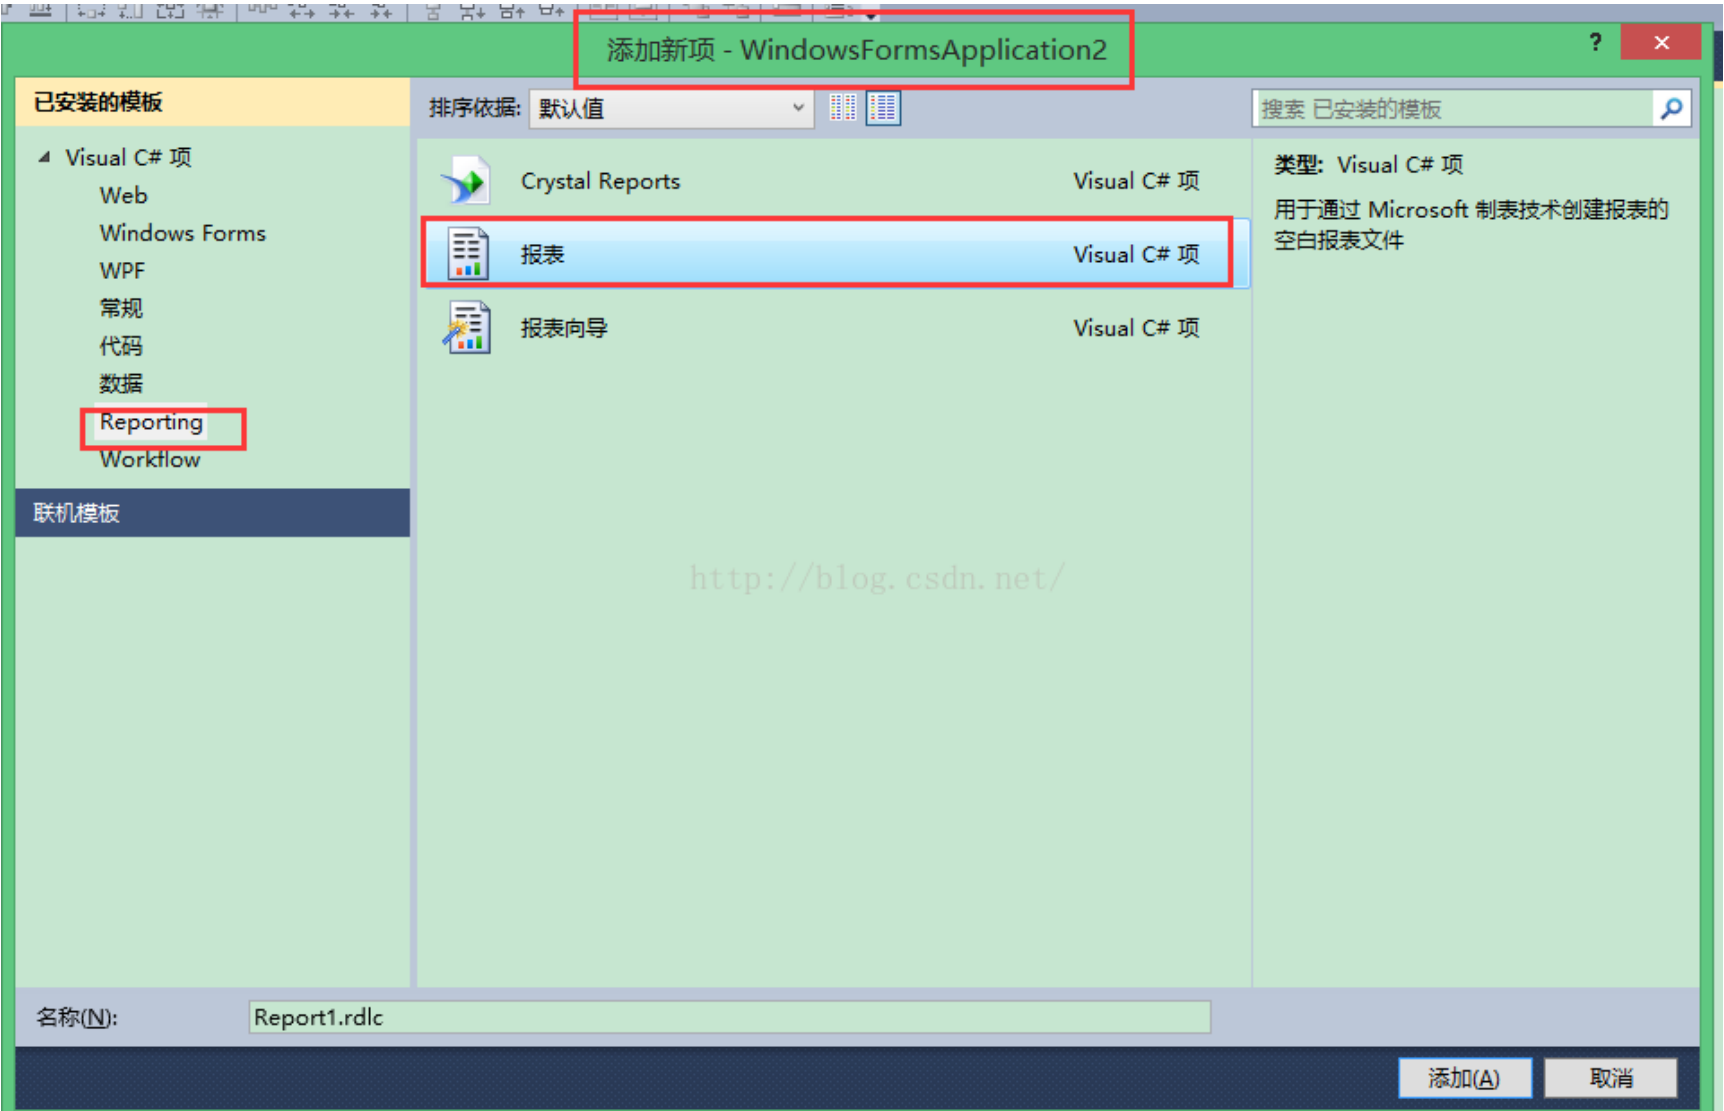 添加新项 - WindowsFormsApplication2
?
已安装的模板
排序依据: 默认值
搜索 已安装的模板
Visual C# 项
Web
Windows Forms
WPF
常规
代码
数据
Reporting
Workflow
联机模板
Crystal Reports Visual C# 项
报表 Visual C# 项
报表向导 Visual C# 项
类型: Visual C# 项
用于通过 Microsoft 制表技术创建报表的
空白报表文件
http://blog.csdn.net/
名称(N): Report1.rdlc
添加(A) 取消